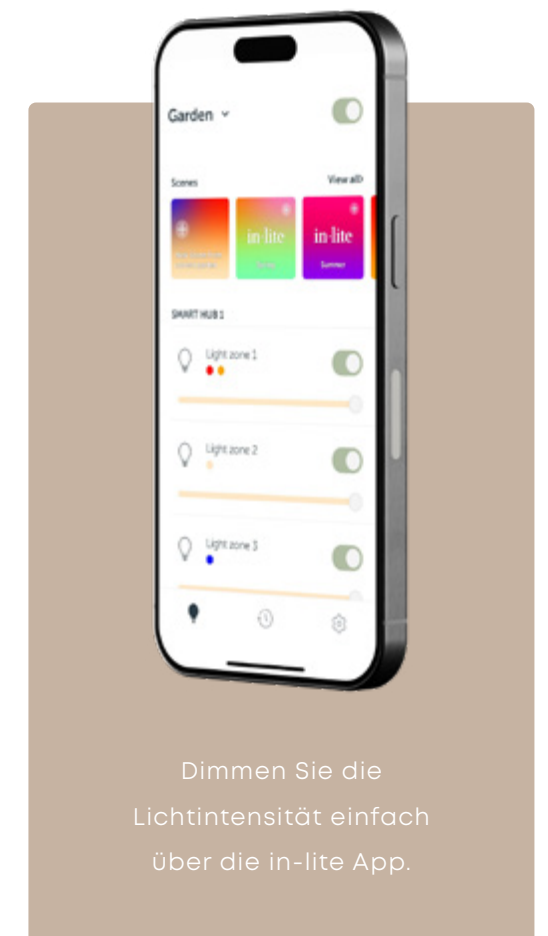 Garden
Scenes View all
in·lite
in·lite
Summer
SMART HUB 1
Light zone 1
Light zone 2
Light zone 3
Dimmen Sie die
Lichtintensität einfach
über die in-lite App.